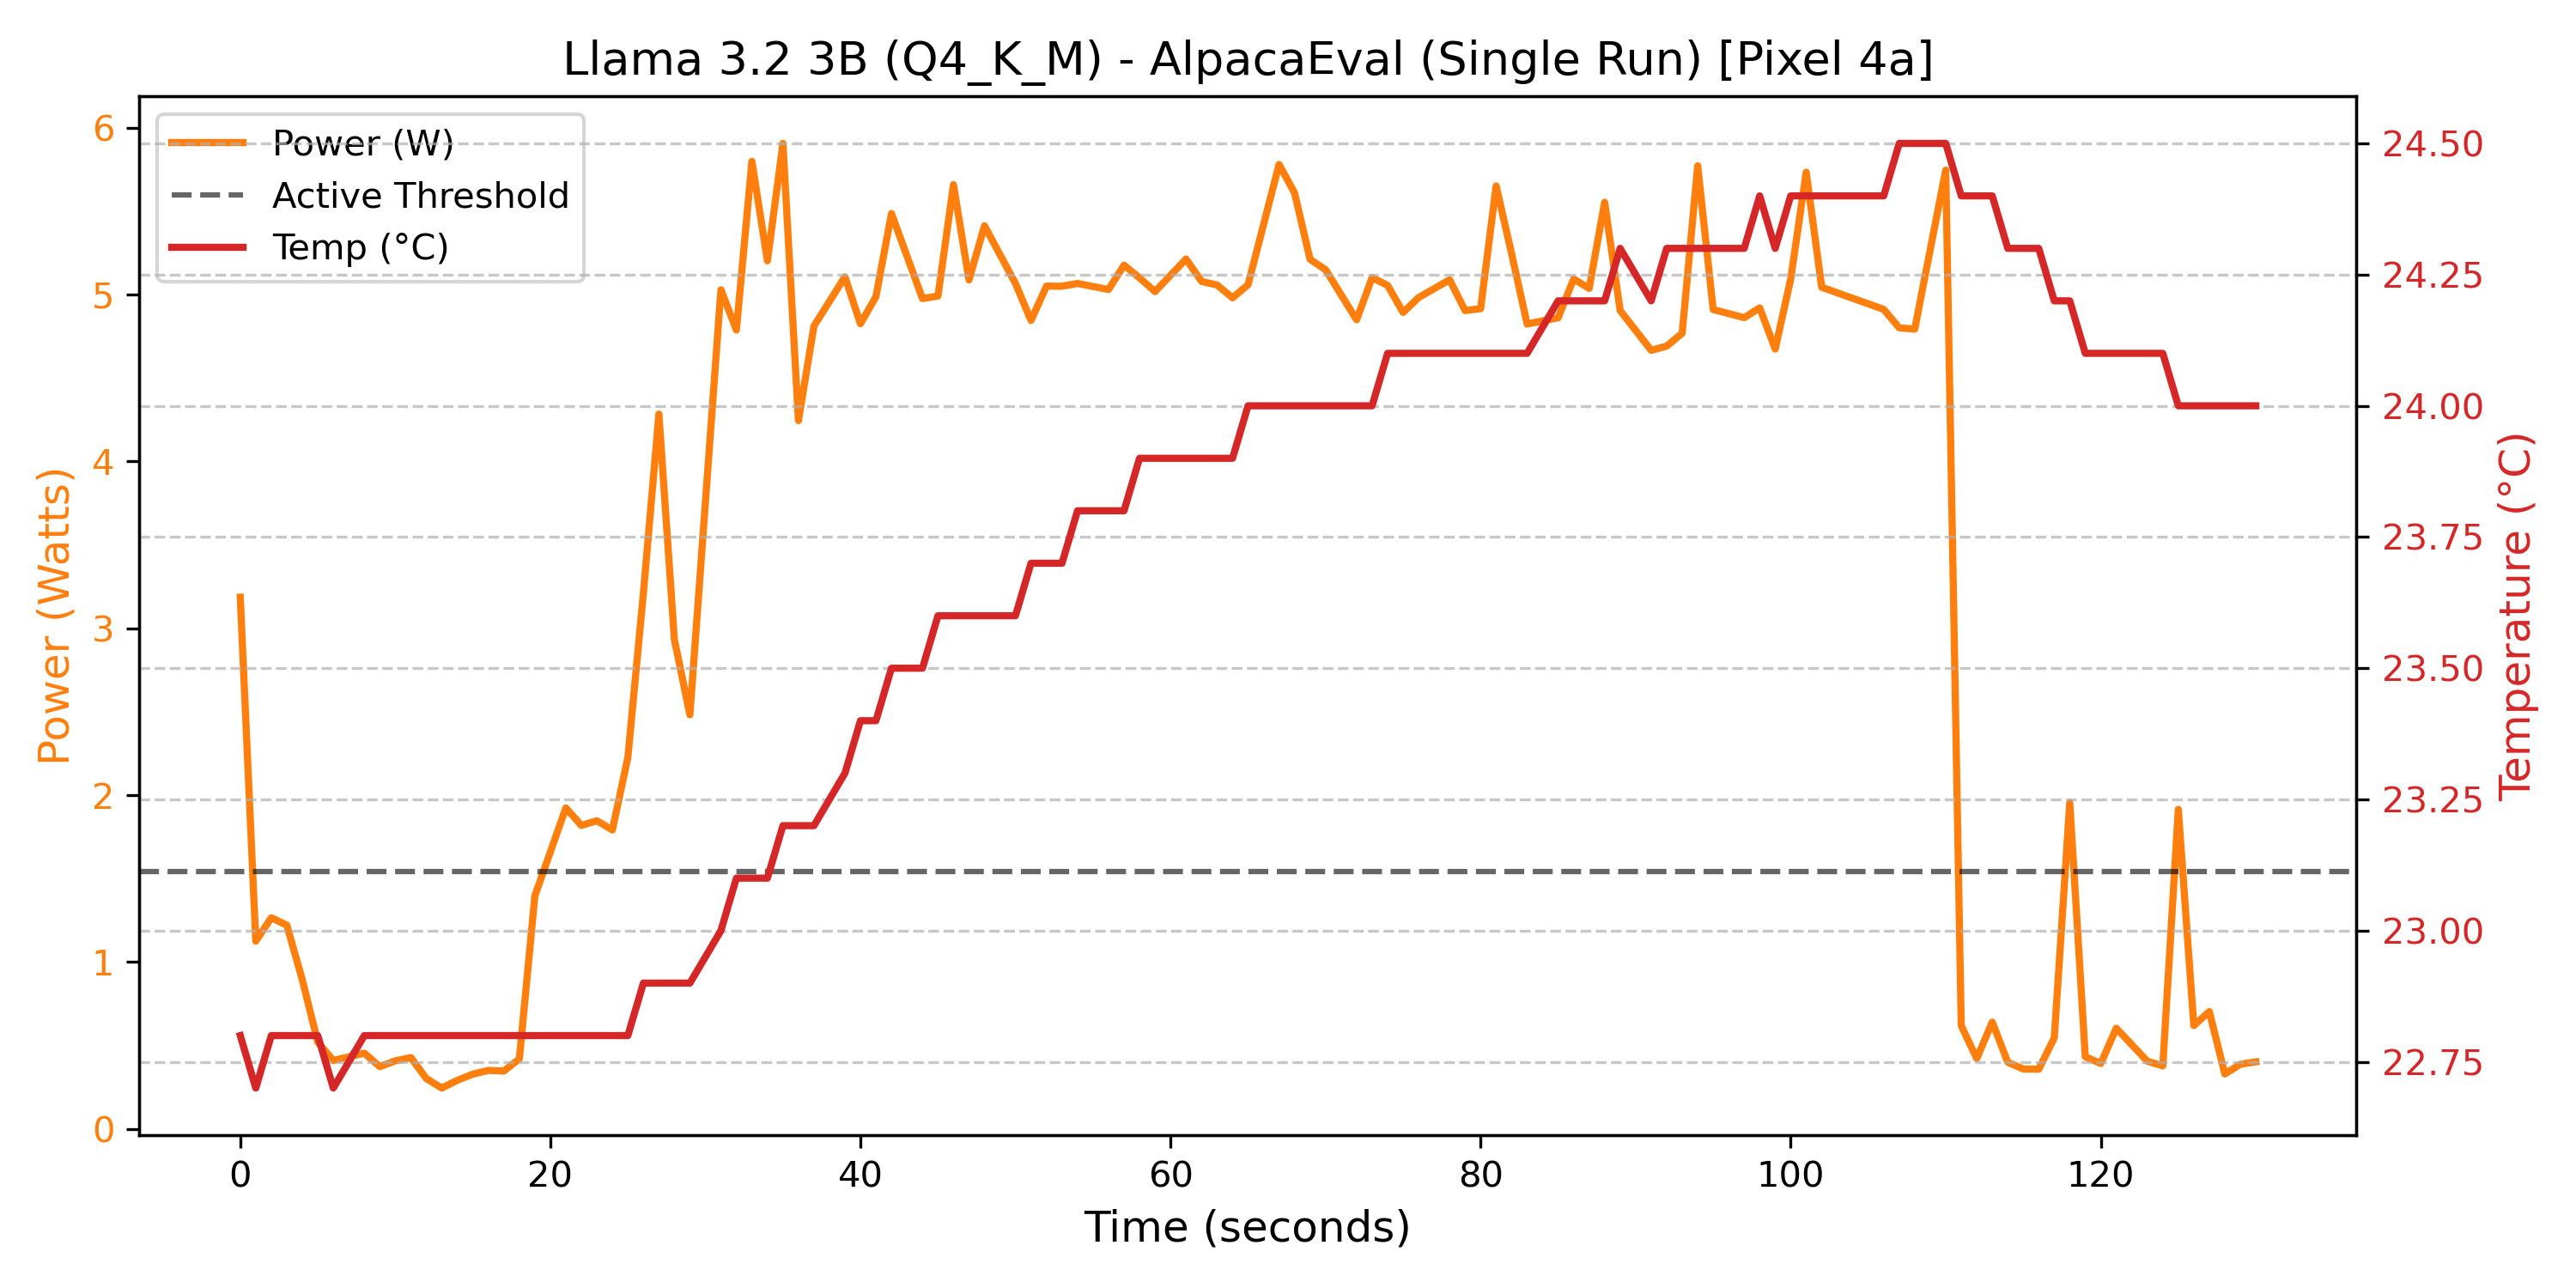 Llama 3.2 3B (Q4_K_M) - AlpacaEval (Single Run) [Pixel 4a]
Power (W)
Active Threshold
Temp (°C)
Power (Watts)
6
5
4
3
2
1
0
24.50
24.25
24.00
23.75
23.50
23.25
23.00
22.75
Temperature (°C)
0 20 40 60 80 100 120
Time (seconds)